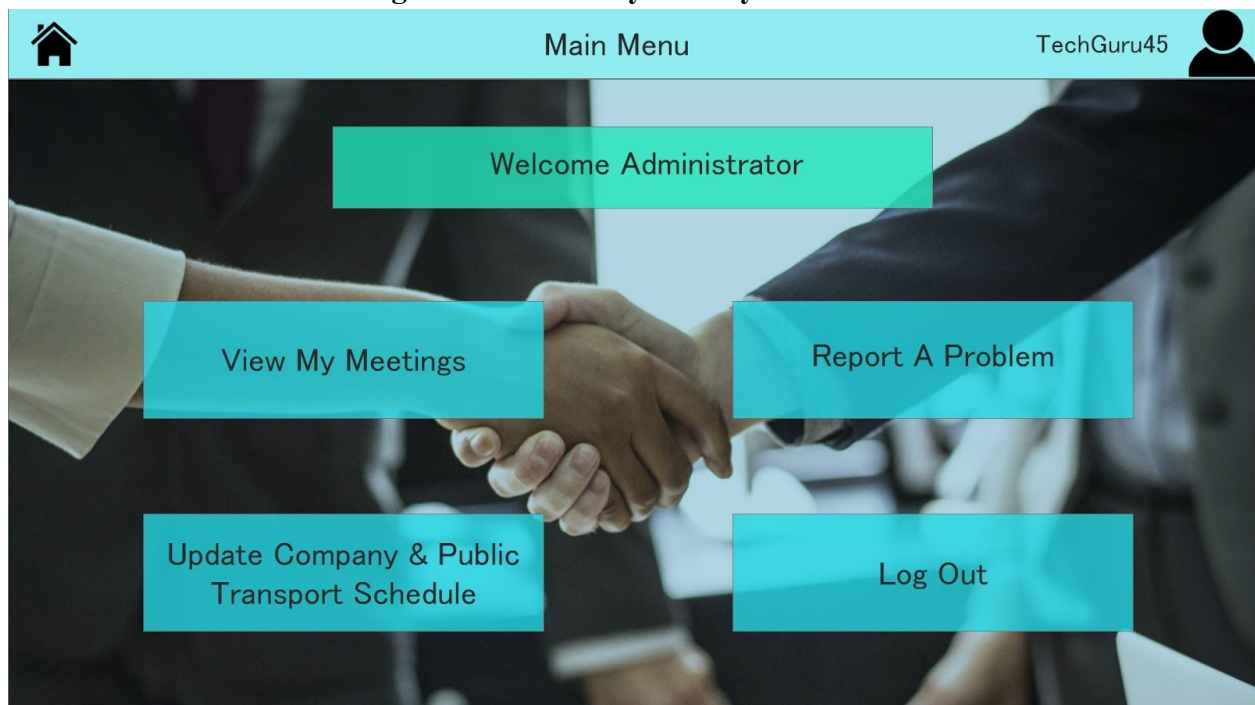 Main Menu
TechGuru45
Welcome Administrator
View My Meetings
Report A Problem
Update Company & Public
Transport Schedule
Log Out